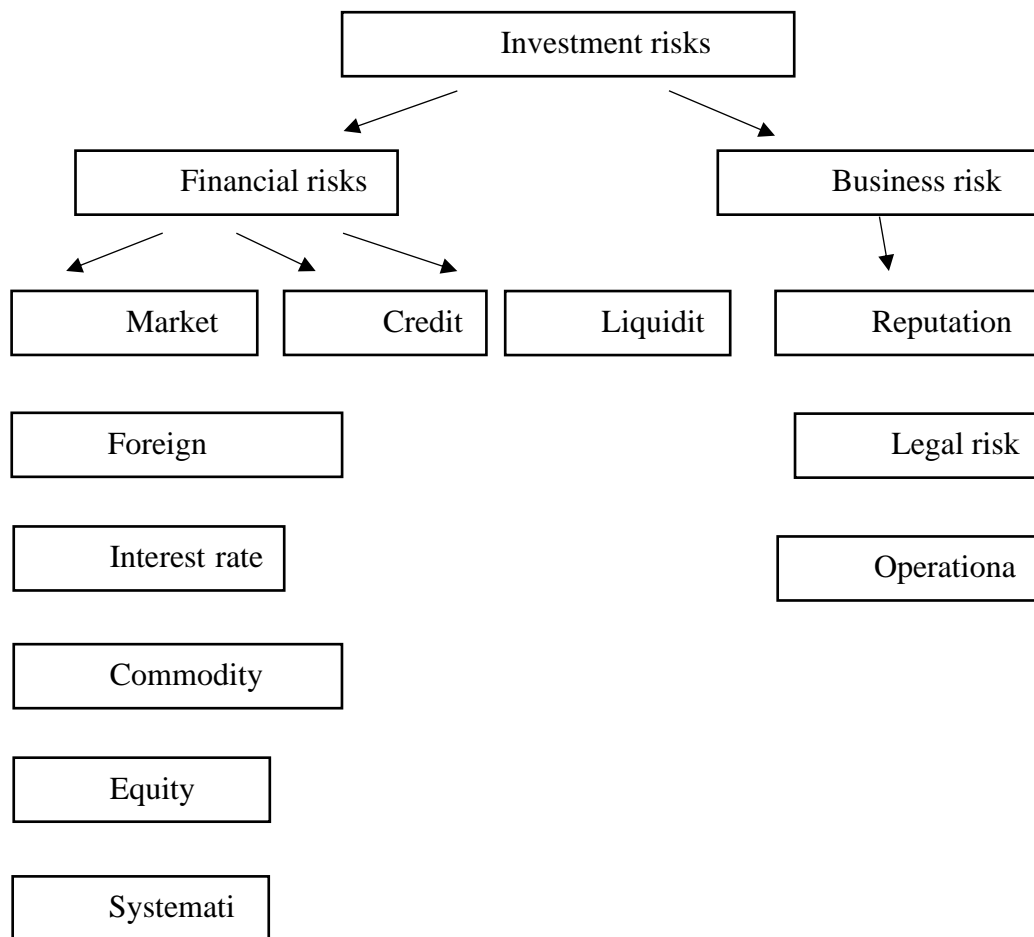 Investment risks
Financial risks
Business risk
Market
Credit
Liquidit
Reputation
Foreign
Legal risk
Interest rate
Operationa
Commodity
Equity
Systemati